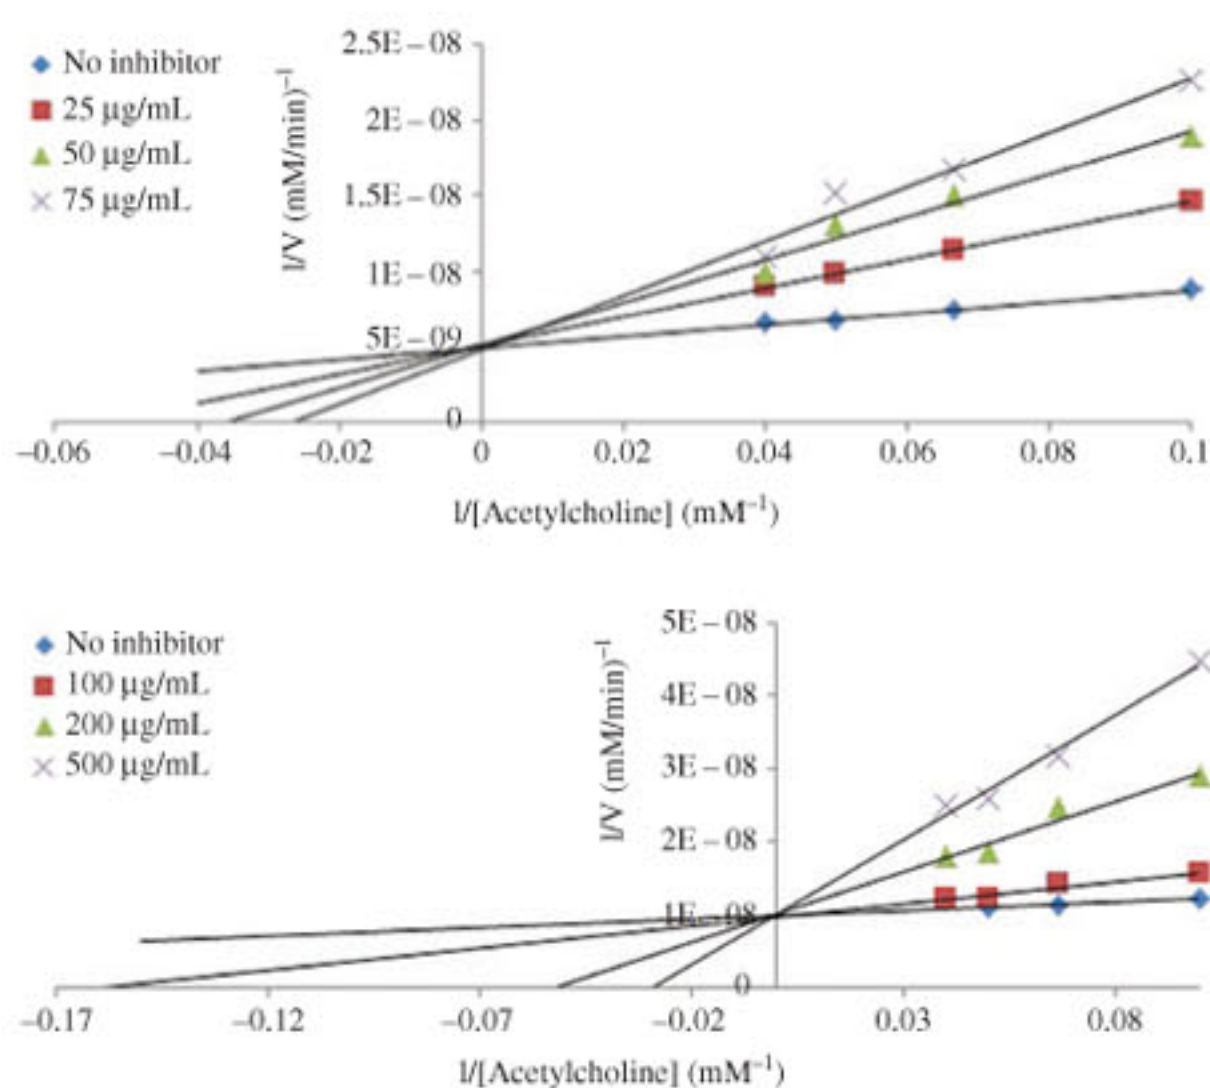 No inhibitor
25 µg/mL
50 µg/mL
75 µg/mL
1/V (mM/min)⁻¹
2.5E–08
2E–08
1.5E–08
1E–08
5E–09
0
−0.06 −0.04 −0.02 0 0.02 0.04 0.06 0.08 0.1
1/[Acetylcholine] (mM⁻¹)
No inhibitor
100 µg/mL
200 µg/mL
500 µg/mL
1/V (mM/min)⁻¹
5E–08
4E–08
3E–08
2E–08
1E–08
0
−0.17 −0.12 −0.07 −0.02 0.03 0.08
1/[Acetylcholine] (mM⁻¹)